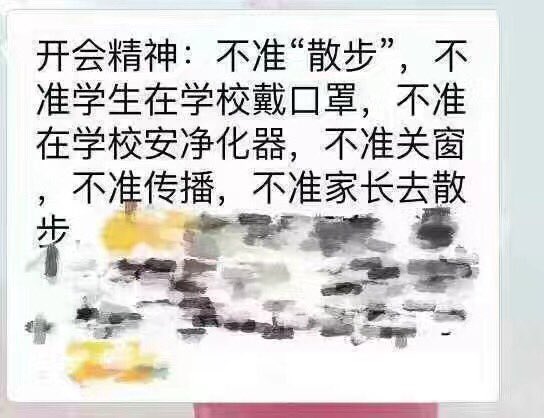 开会精神：不准“散步”，不
准学生在学校戴口罩，不准
在学校安净化器，不准关窗
，不准传播，不准家长去散
步